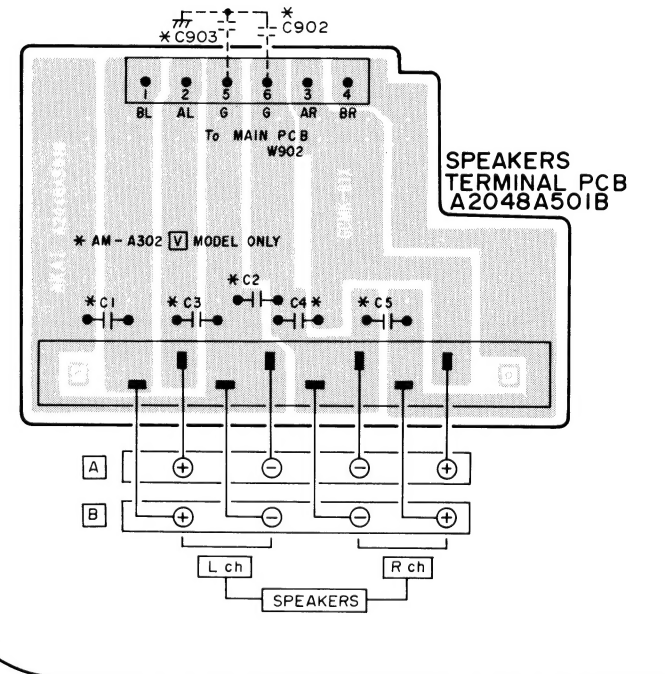 *
* C903
C902
1 2 5 6 3 4
BL AL G G AR BR
To MAIN PCB
W902
SPEAKERS
TERMINAL PCB
A2048A501B
* AM-A302 V MODEL ONLY
* C2
* C1
* C3
C4 *
* C5
A
+ − − +
B
+ − − +
L ch
R ch
SPEAKERS